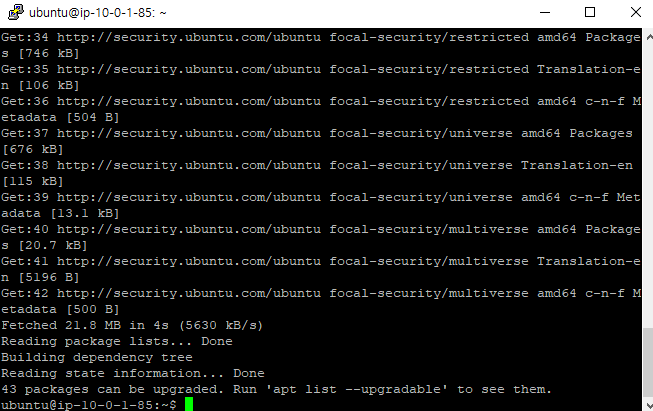 ubuntu@ip-10-0-1-85: ~
Get:34 http://security.ubuntu.com/ubuntu focal-security/restricted amd64 Package
s [746 kB]
Get:35 http://security.ubuntu.com/ubuntu focal-security/restricted Translation-e
n [106 kB]
Get:36 http://security.ubuntu.com/ubuntu focal-security/restricted amd64 c-n-f M
etadata [504 B]
Get:37 http://security.ubuntu.com/ubuntu focal-security/universe amd64 Packages
[676 kB]
Get:38 http://security.ubuntu.com/ubuntu focal-security/universe Translation-en
[115 kB]
Get:39 http://security.ubuntu.com/ubuntu focal-security/universe amd64 c-n-f Met
adata [13.1 kB]
Get:40 http://security.ubuntu.com/ubuntu focal-security/multiverse amd64 Package
s [20.7 kB]
Get:41 http://security.ubuntu.com/ubuntu focal-security/multiverse Translation-e
n [5196 B]
Get:42 http://security.ubuntu.com/ubuntu focal-security/multiverse amd64 c-n-f M
etadata [500 B]
Fetched 21.8 MB in 4s (5630 kB/s)
Reading package lists... Done
Building dependency tree
Reading state information... Done
43 packages can be upgraded. Run 'apt list --upgradable' to see them.
ubuntu@ip-10-0-1-85:~$